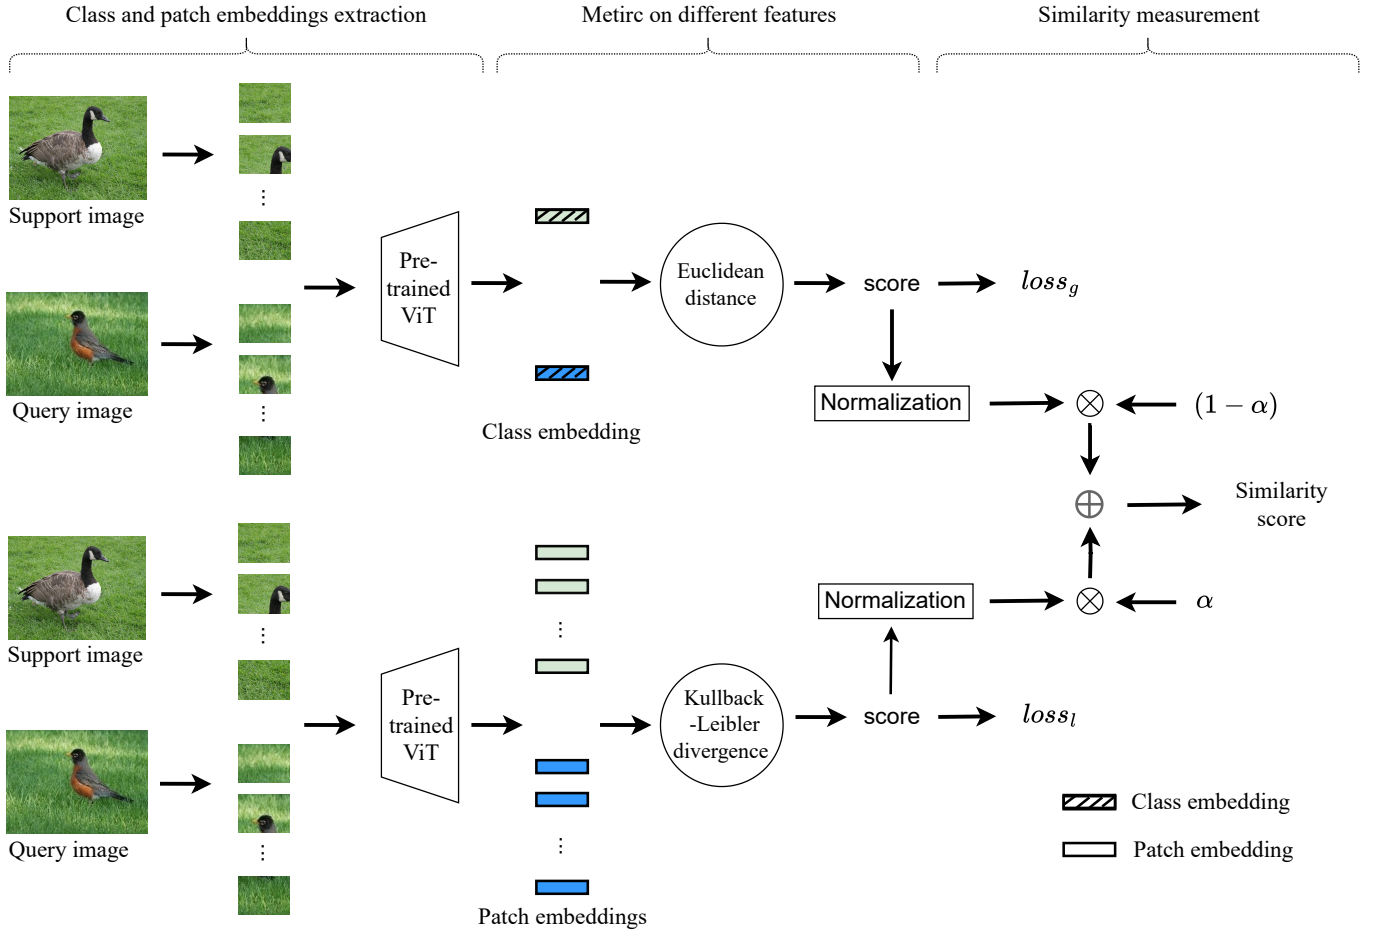 Class and patch embeddings extraction
Metirc on different features
Similarity measurement
Support image
Query image
Pre-
trained
ViT
Class embedding
Euclidean
distance
score
loss_g
Normalization
(1 − α)
Similarity
score
Support image
Query image
Pre-
trained
ViT
Patch embeddings
Kullback
-Leibler
divergence
Normalization
α
score
loss_l
Class embedding
Patch embedding